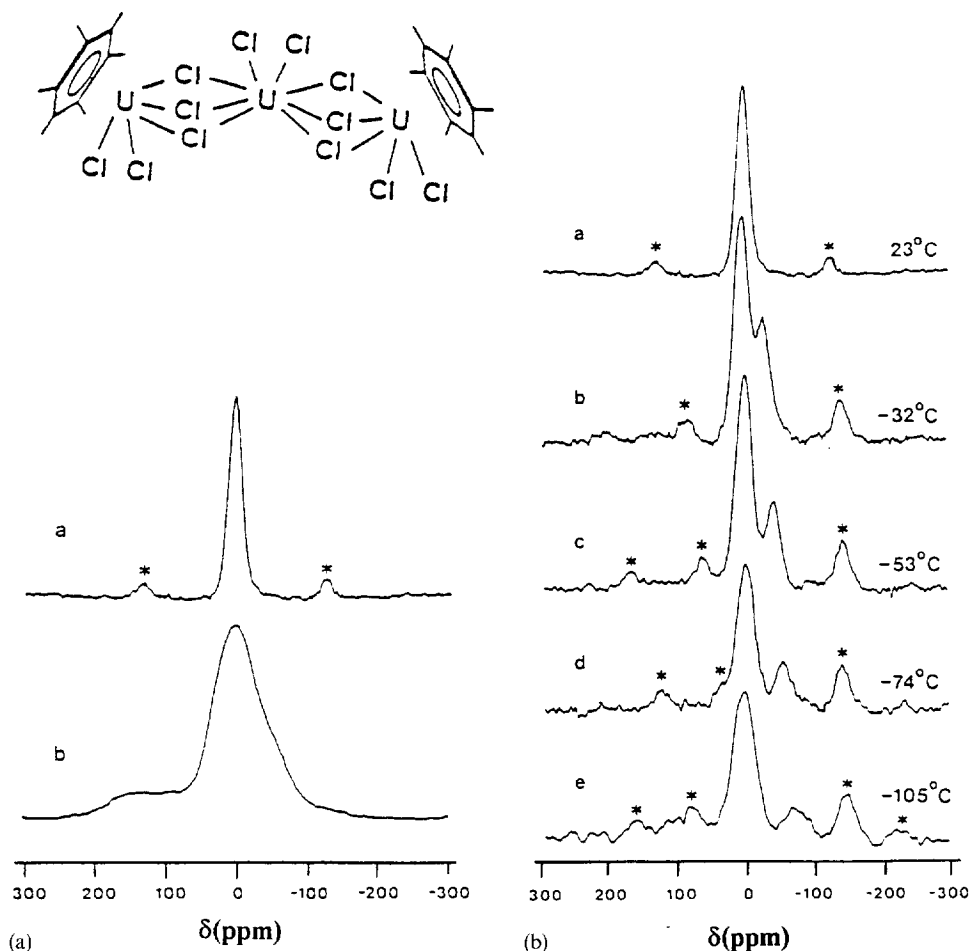 Cl Cl
Cl U Cl
U Cl Cl U
Cl Cl
Cl Cl Cl Cl
a
* *
b
300 200 100 0 -100 -200 -300
(a) δ(ppm)
a * * 23°C
b * * -32°C
c * * * -53°C
d * * * -74°C
e * * * * -105°C
300 200 100 0 -100 -200 -300
(b) δ(ppm)